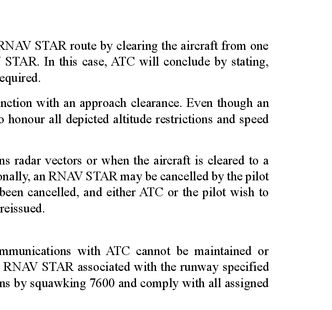 RNAV STAR route by clearing the aircraft from one
STAR. In this case, ATC will conclude by stating,
equired.
nction with an approach clearance. Even though an
o honour all depicted altitude restrictions and speed
ns radar vectors or when the aircraft is cleared to a
onally, an RNAV STAR may be cancelled by the pilot
been cancelled, and either ATC or the pilot wish to
reissued.
mmunications with ATC cannot be maintained or
RNAV STAR associated with the runway specified
ns by squawking 7600 and comply with all assigned